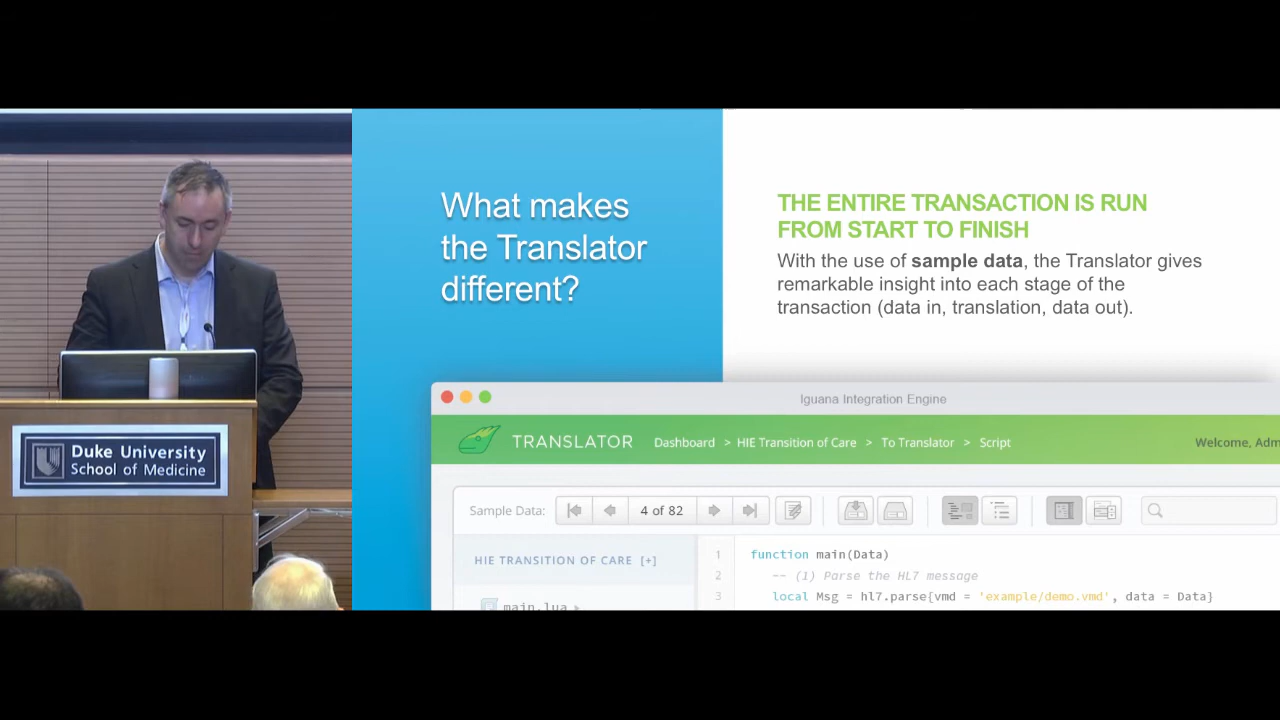 Duke University
School of Medicine
What makes
the Translator
different?
THE ENTIRE TRANSACTION IS RUN
FROM START TO FINISH
With the use of sample data, the Translator gives
remarkable insight into each stage of the
transaction (data in, translation, data out).
Iguana Integration Engine
TRANSLATOR Dashboard > HIE Transition of Care > To Translator > Script Welcome, Adm
Sample Data: 4 of 82
HIE TRANSITION OF CARE [+]
main.lua
1 function main(Data)
2 -- (1) Parse the HL7 message
3 local Msg = hl7.parse{vmd = 'example/demo.vmd', data = Data}